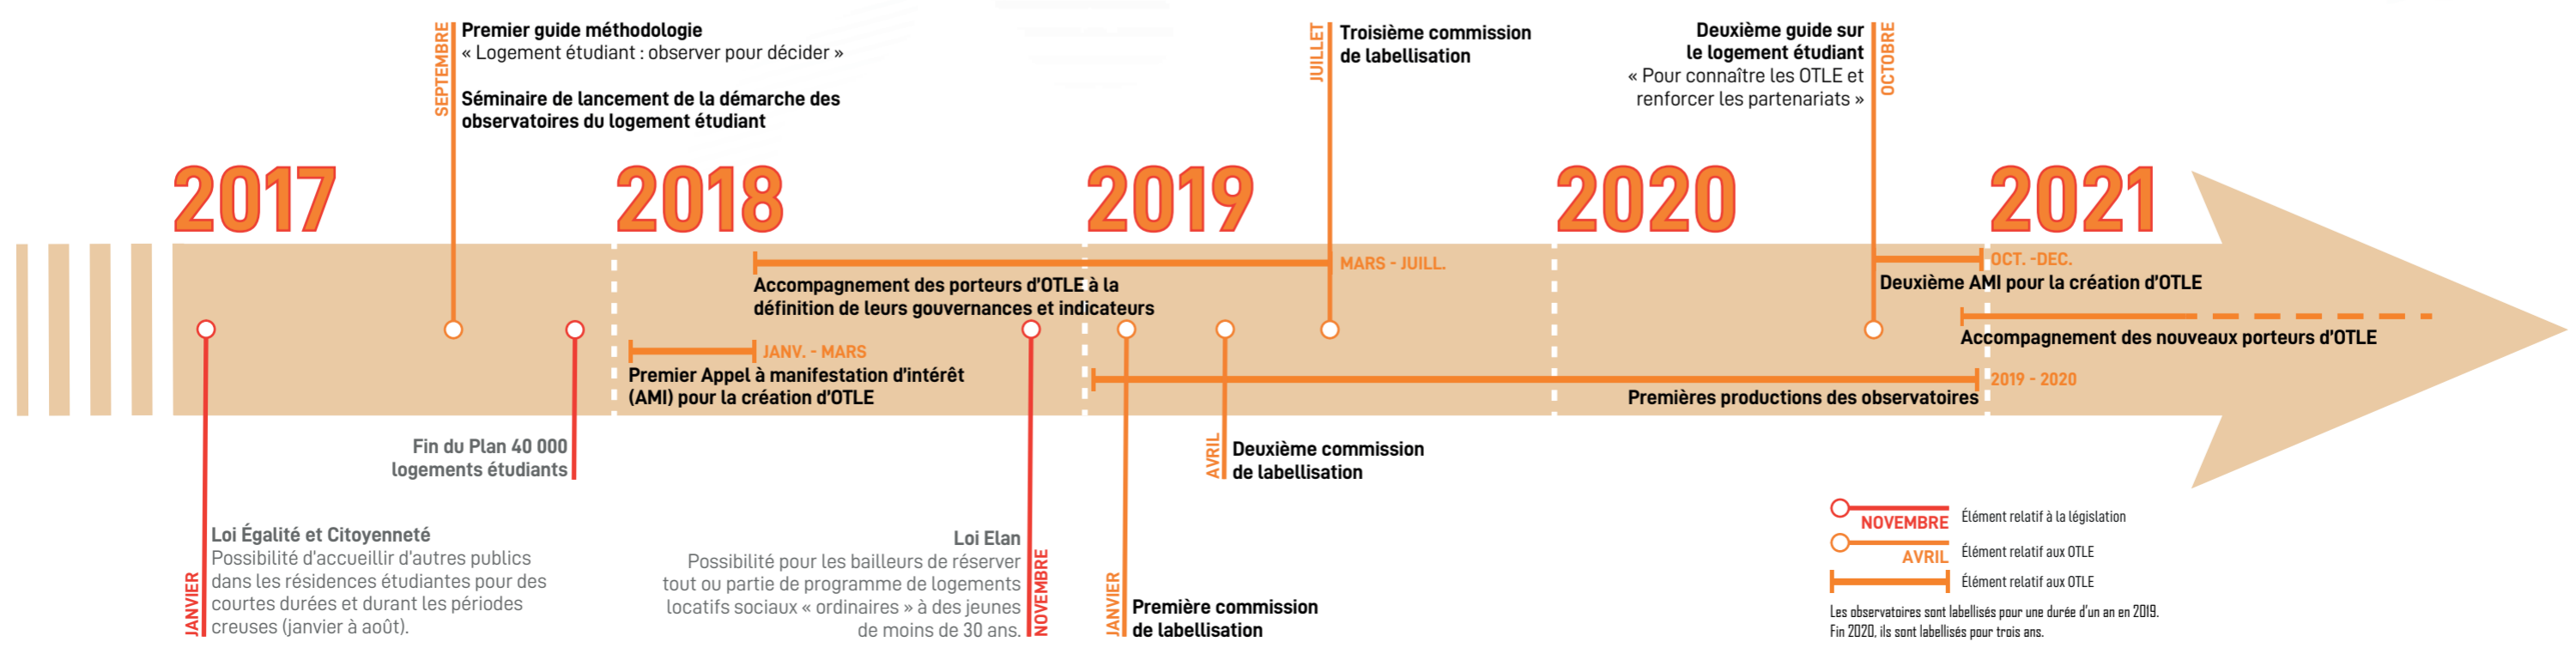 SEPTEMBRE
Premier guide méthodologie
« Logement étudiant : observer pour décider »
Séminaire de lancement de la démarche des
observatoires du logement étudiant
JUILLET
Troisième commission
de labellisation
Deuxième guide sur
le logement étudiant
« Pour connaître les OTLE et
renforcer les partenariats »
OCTOBRE
2017
2018
2019
2020
2021
MARS - JUILL.
Accompagnement des porteurs d'OTLE à la
définition de leurs gouvernances et indicateurs
OCT. -DEC.
Deuxième AMI pour la création d'OTLE
Accompagnement des nouveaux porteurs d'OTLE
JANV. - MARS
Premier Appel à manifestation d'intérêt
(AMI) pour la création d'OTLE
2019 - 2020
Premières productions des observatoires
Fin du Plan 40 000
logements étudiants
AVRIL
Deuxième commission
de labellisation
JANVIER
Loi Égalité et Citoyenneté
Possibilité d'accueillir d'autres publics
dans les résidences étudiantes pour des
courtes durées et durant les périodes
creuses (janvier à août).
Loi Elan
Possibilité pour les bailleurs de réserver
tout ou partie de programme de logements
locatifs sociaux « ordinaires » à des jeunes
de moins de 30 ans.
NOVEMBRE
JANVIER
Première commission
de labellisation
NOVEMBRE
Élément relatif à la législation
AVRIL
Élément relatif aux OTLE
Élément relatif aux OTLE
Les observatoires sont labellisés pour une durée d'un an en 2019.
Fin 2020, ils sont labellisés pour trois ans.